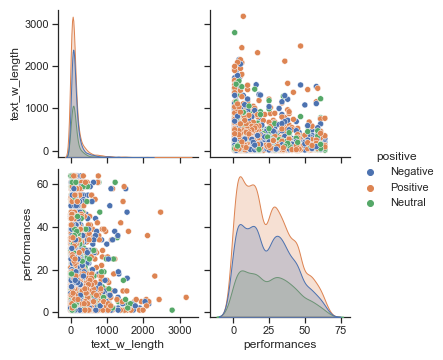 3000
2000
1000
0
text_w_length
positive
Negative
Positive
Neutral
60
40
20
0
performances
0
1000
2000
3000
text_w_length
0
25
50
75
performances